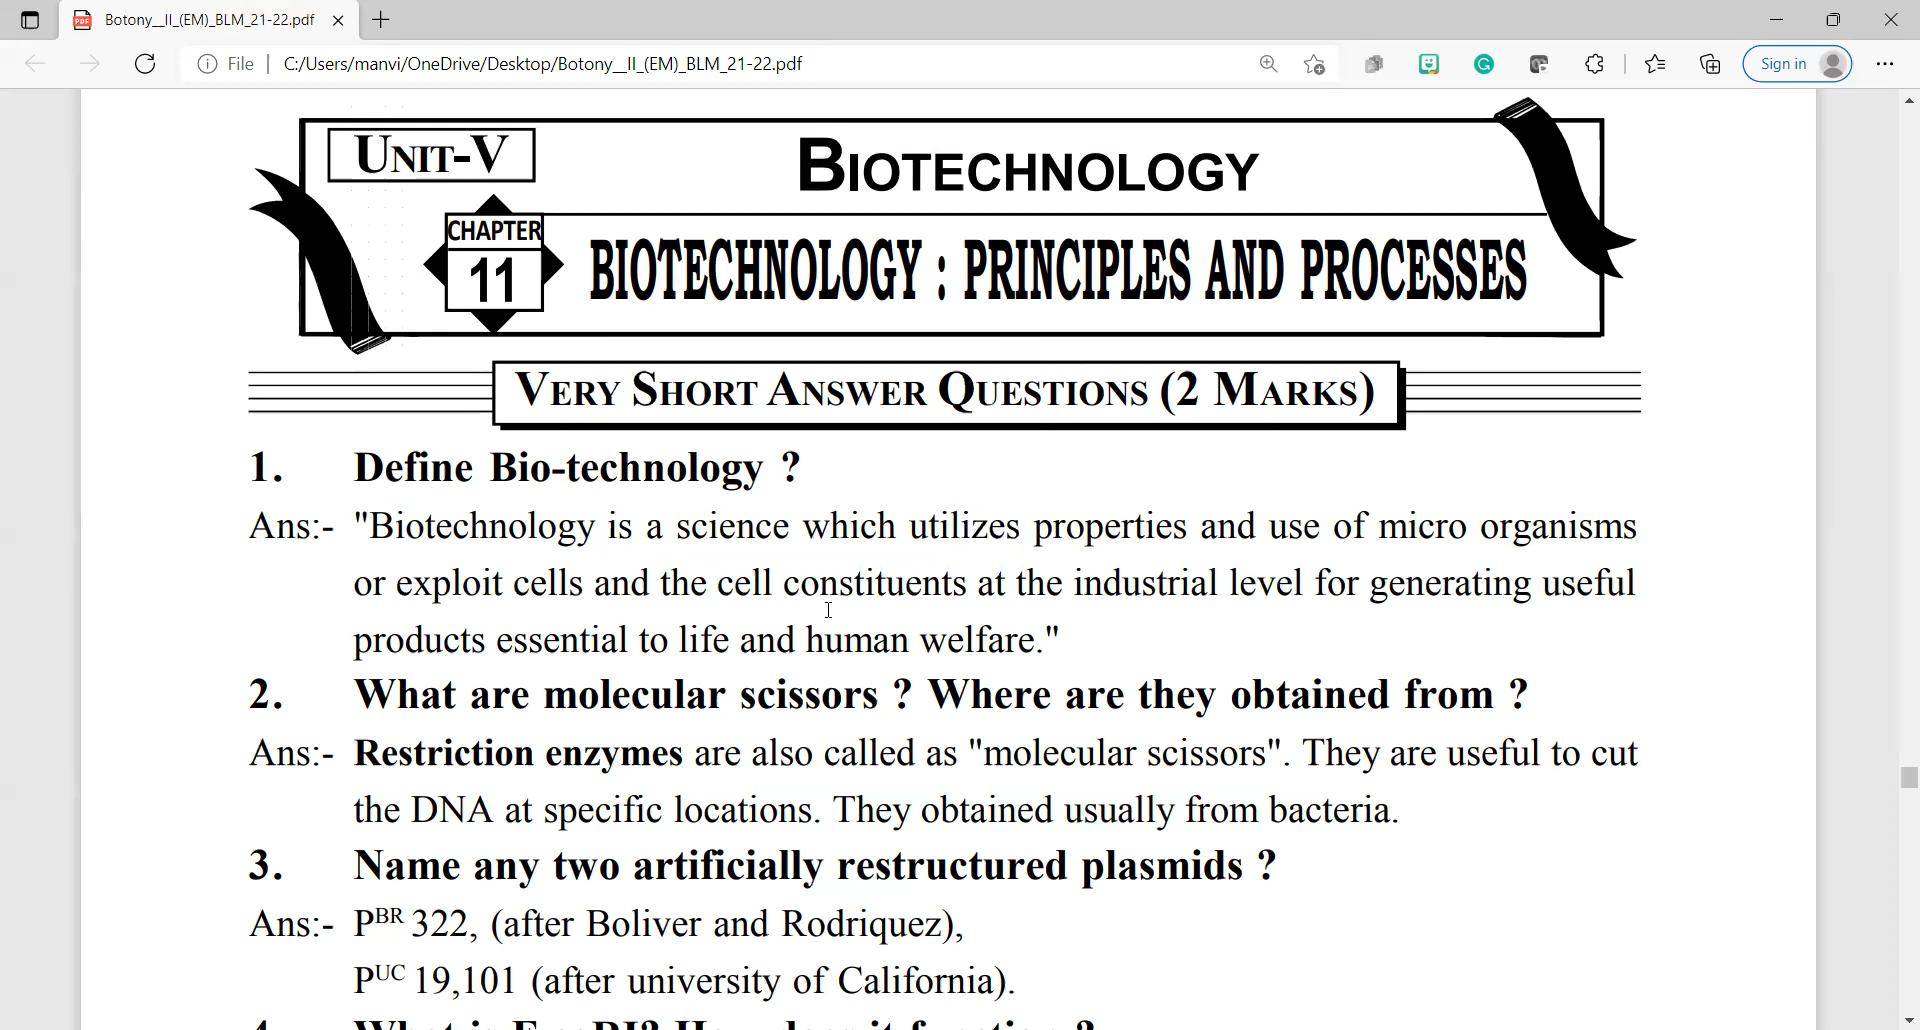 Botony__II_(EM)_BLM_21-22.pdf
File
C:/Users/manvi/OneDrive/Desktop/Botony__II_(EM)_BLM_21-22.pdf
Sign in
UNIT-V
BIOTECHNOLOGY
CHAPTER
11
BIOTECHNOLOGY : PRINCIPLES AND PROCESSES
VERY SHORT ANSWER QUESTIONS (2 MARKS)
1. Define Bio-technology ?
Ans:- "Biotechnology is a science which utilizes properties and use of micro organisms
or exploit cells and the cell constituents at the industrial level for generating useful
products essential to life and human welfare."
2. What are molecular scissors ? Where are they obtained from ?
Ans:- Restriction enzymes are also called as "molecular scissors". They are useful to cut
the DNA at specific locations. They obtained usually from bacteria.
3. Name any two artificially restructured plasmids ?
Ans:- pBR 322, (after Boliver and Rodriquez),
pUC 19,101 (after university of California).